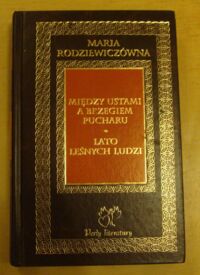 MARIA
RODZIEWICZÓWNA
MIĘDZY USTAMI
A BRZEGIEM
PUCHARU
LATO
LEŚNYCH LUDZI
Perły literatury